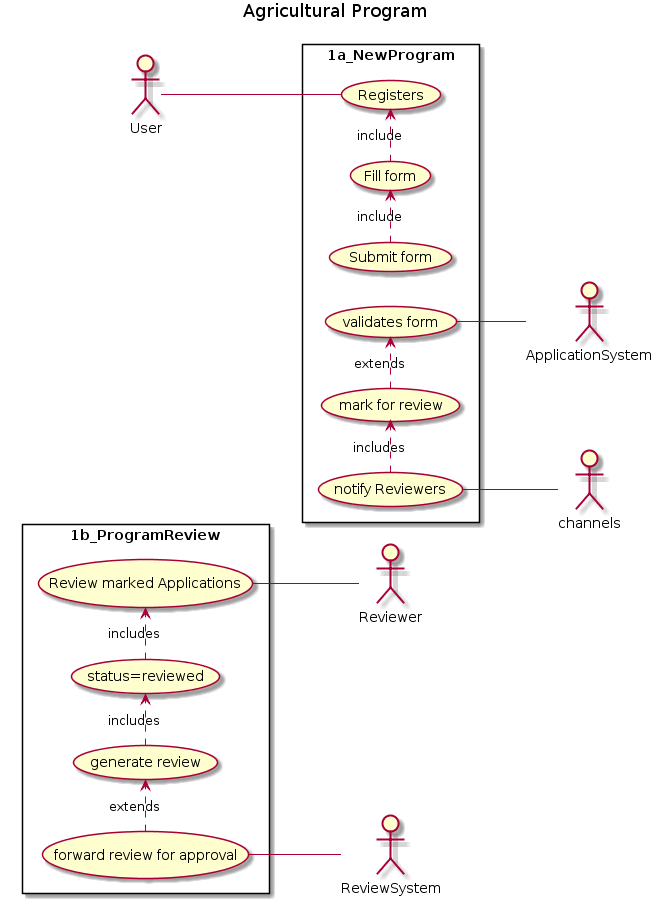 Agricultural Program
1a_NewProgram
Registers
User
include
Fill form
include
Submit form
validates form
ApplicationSystem
extends
mark for review
includes
notify Reviewers
channels
1b_ProgramReview
Review marked Applications
Reviewer
includes
status=reviewed
includes
generate review
extends
forward review for approval
ReviewSystem